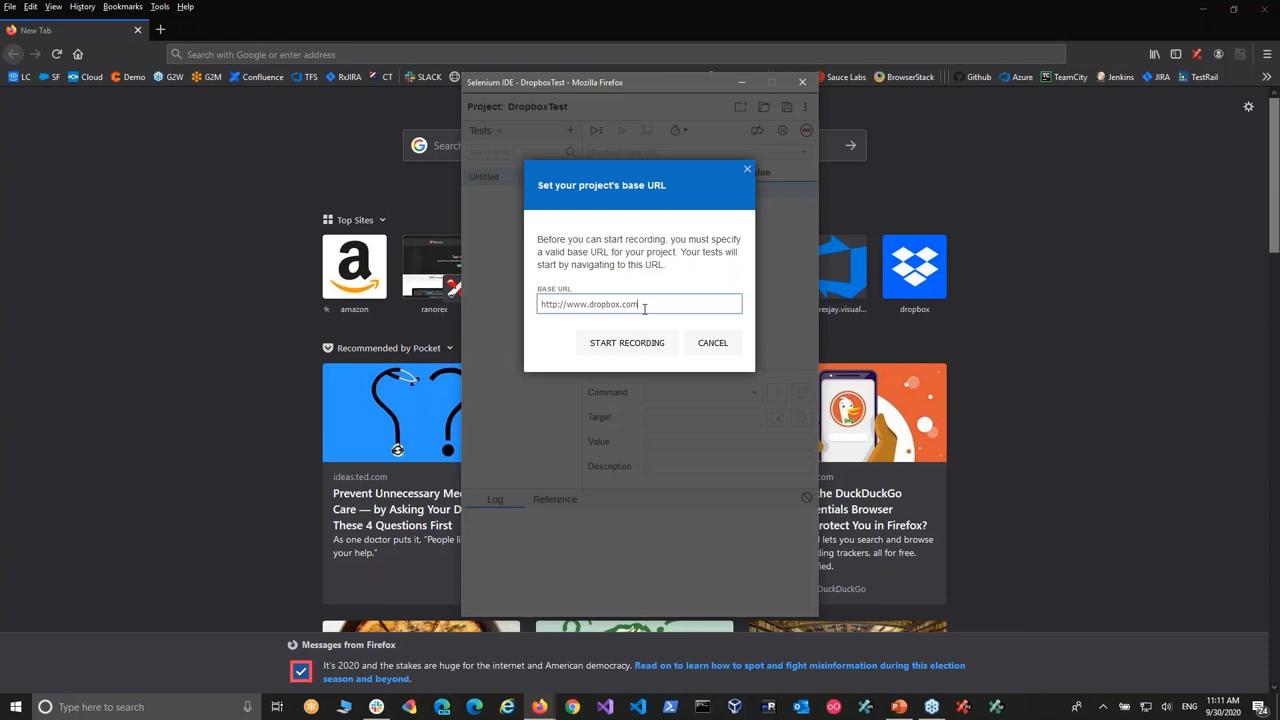 File Edit View History Bookmarks Tools Help
New Tab
Search with Google or enter address
LC SF Cloud Demo G2W G2M Confluence TFS RxJIRA CT SLACK Sauce Labs BrowserStack Github Azure TeamCity Jenkins JIRA TestRail
Selenium IDE - DropboxTest - Mozilla Firefox
Project: DropboxTest
Tests
REC
Search tests...
Untitled
Set your project's base URL
Before you can start recording, you must specify
a valid base URL for your project. Your tests will
start by navigating to this URL.
BASE URL
http://www.dropbox.com
START RECORDING CANCEL
Top Sites
amazon
ranorex
dropbox
Recommended by Pocket
Command
Target
Value
Description
Log Reference
ideas.ted.com
Prevent Unnecessary Me
Care — by Asking Your D
These 4 Questions First
As one doctor puts it, "People li
your help."
.com
the DuckDuckGo
entials Browser
rotect You in Firefox?
d lets you search and browse
ding trackers, all for free.
DuckDuckGo
Messages from Firefox
It's 2020 and the stakes are huge for the internet and American democracy. Read on to learn how to spot and fight misinformation during this election
season and beyond.
Type here to search
ENG
11:11 AM
9/30/2020